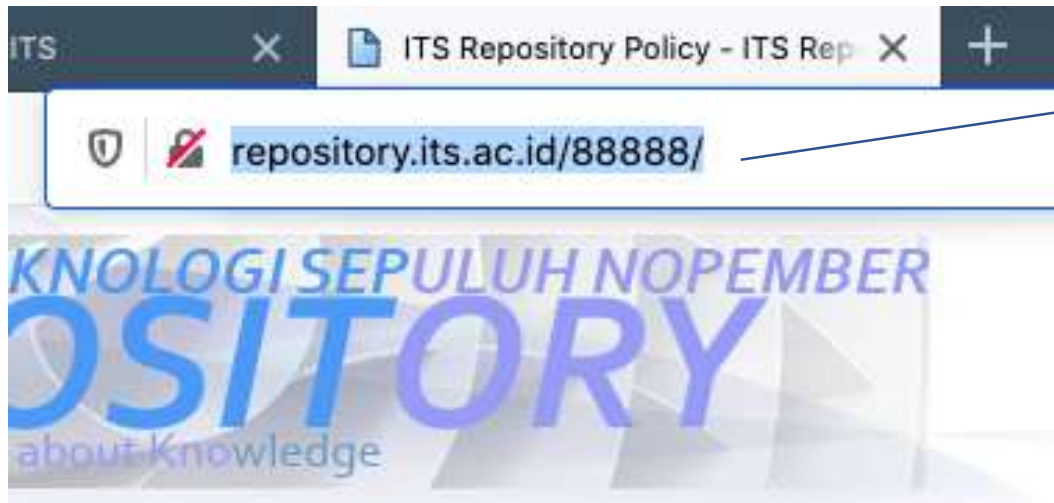 ITS
ITS Repository Policy - ITS Rep
repository.its.ac.id/88888/
KNOLOGI SEPULUH NOPEMBER
OSITORY
about Knowledge